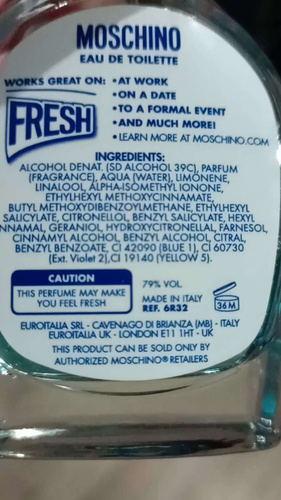 MOSCHINO
EAU DE TOILETTE
WORKS GREAT ON: • AT WORK
• ON A DATE
• TO A FORMAL EVENT
• AND MUCH MORE!
• LEARN MORE AT MOSCHINO.COM
FRESH
INGREDIENTS:
ALCOHOL DENAT. (SD ALCOHOL 39C), PARFUM
(FRAGRANCE), AQUA (WATER), LIMONENE,
LINALOOL, ALPHA-ISOMETHYL IONONE,
ETHYLHEXYL METHOXYCINNAMATE,
BUTYL METHOXYDIBENZOYLMETHANE, ETHYLHEXYL
SALICYLATE, CITRONELLOL, BENZYL SALICYLATE, HEXYL
NNAMAL, GERANIOL, HYDROXYCITRONELLAL, FARNESOL,
CINNAMYL ALCOHOL, BENZYL ALCOHOL, CITRAL,
BENZYL BENZOATE, CI 42090 (BLUE 1), CI 60730
(Ext. Violet 2), CI 19140 (YELLOW 5).
CAUTION
THIS PERFUME MAY MAKE
YOU FEEL FRESH
79% VOL.
MADE IN ITALY
REF. 6R32
36 M
EUROITALIA SRL - CAVENAGO DI BRIANZA (MB) - ITALY
EUROITALIA UK - LONDON E11 1HT - UK
THIS PRODUCT CAN BE SOLD ONLY BY
AUTHORIZED MOSCHINO® RETAILERS